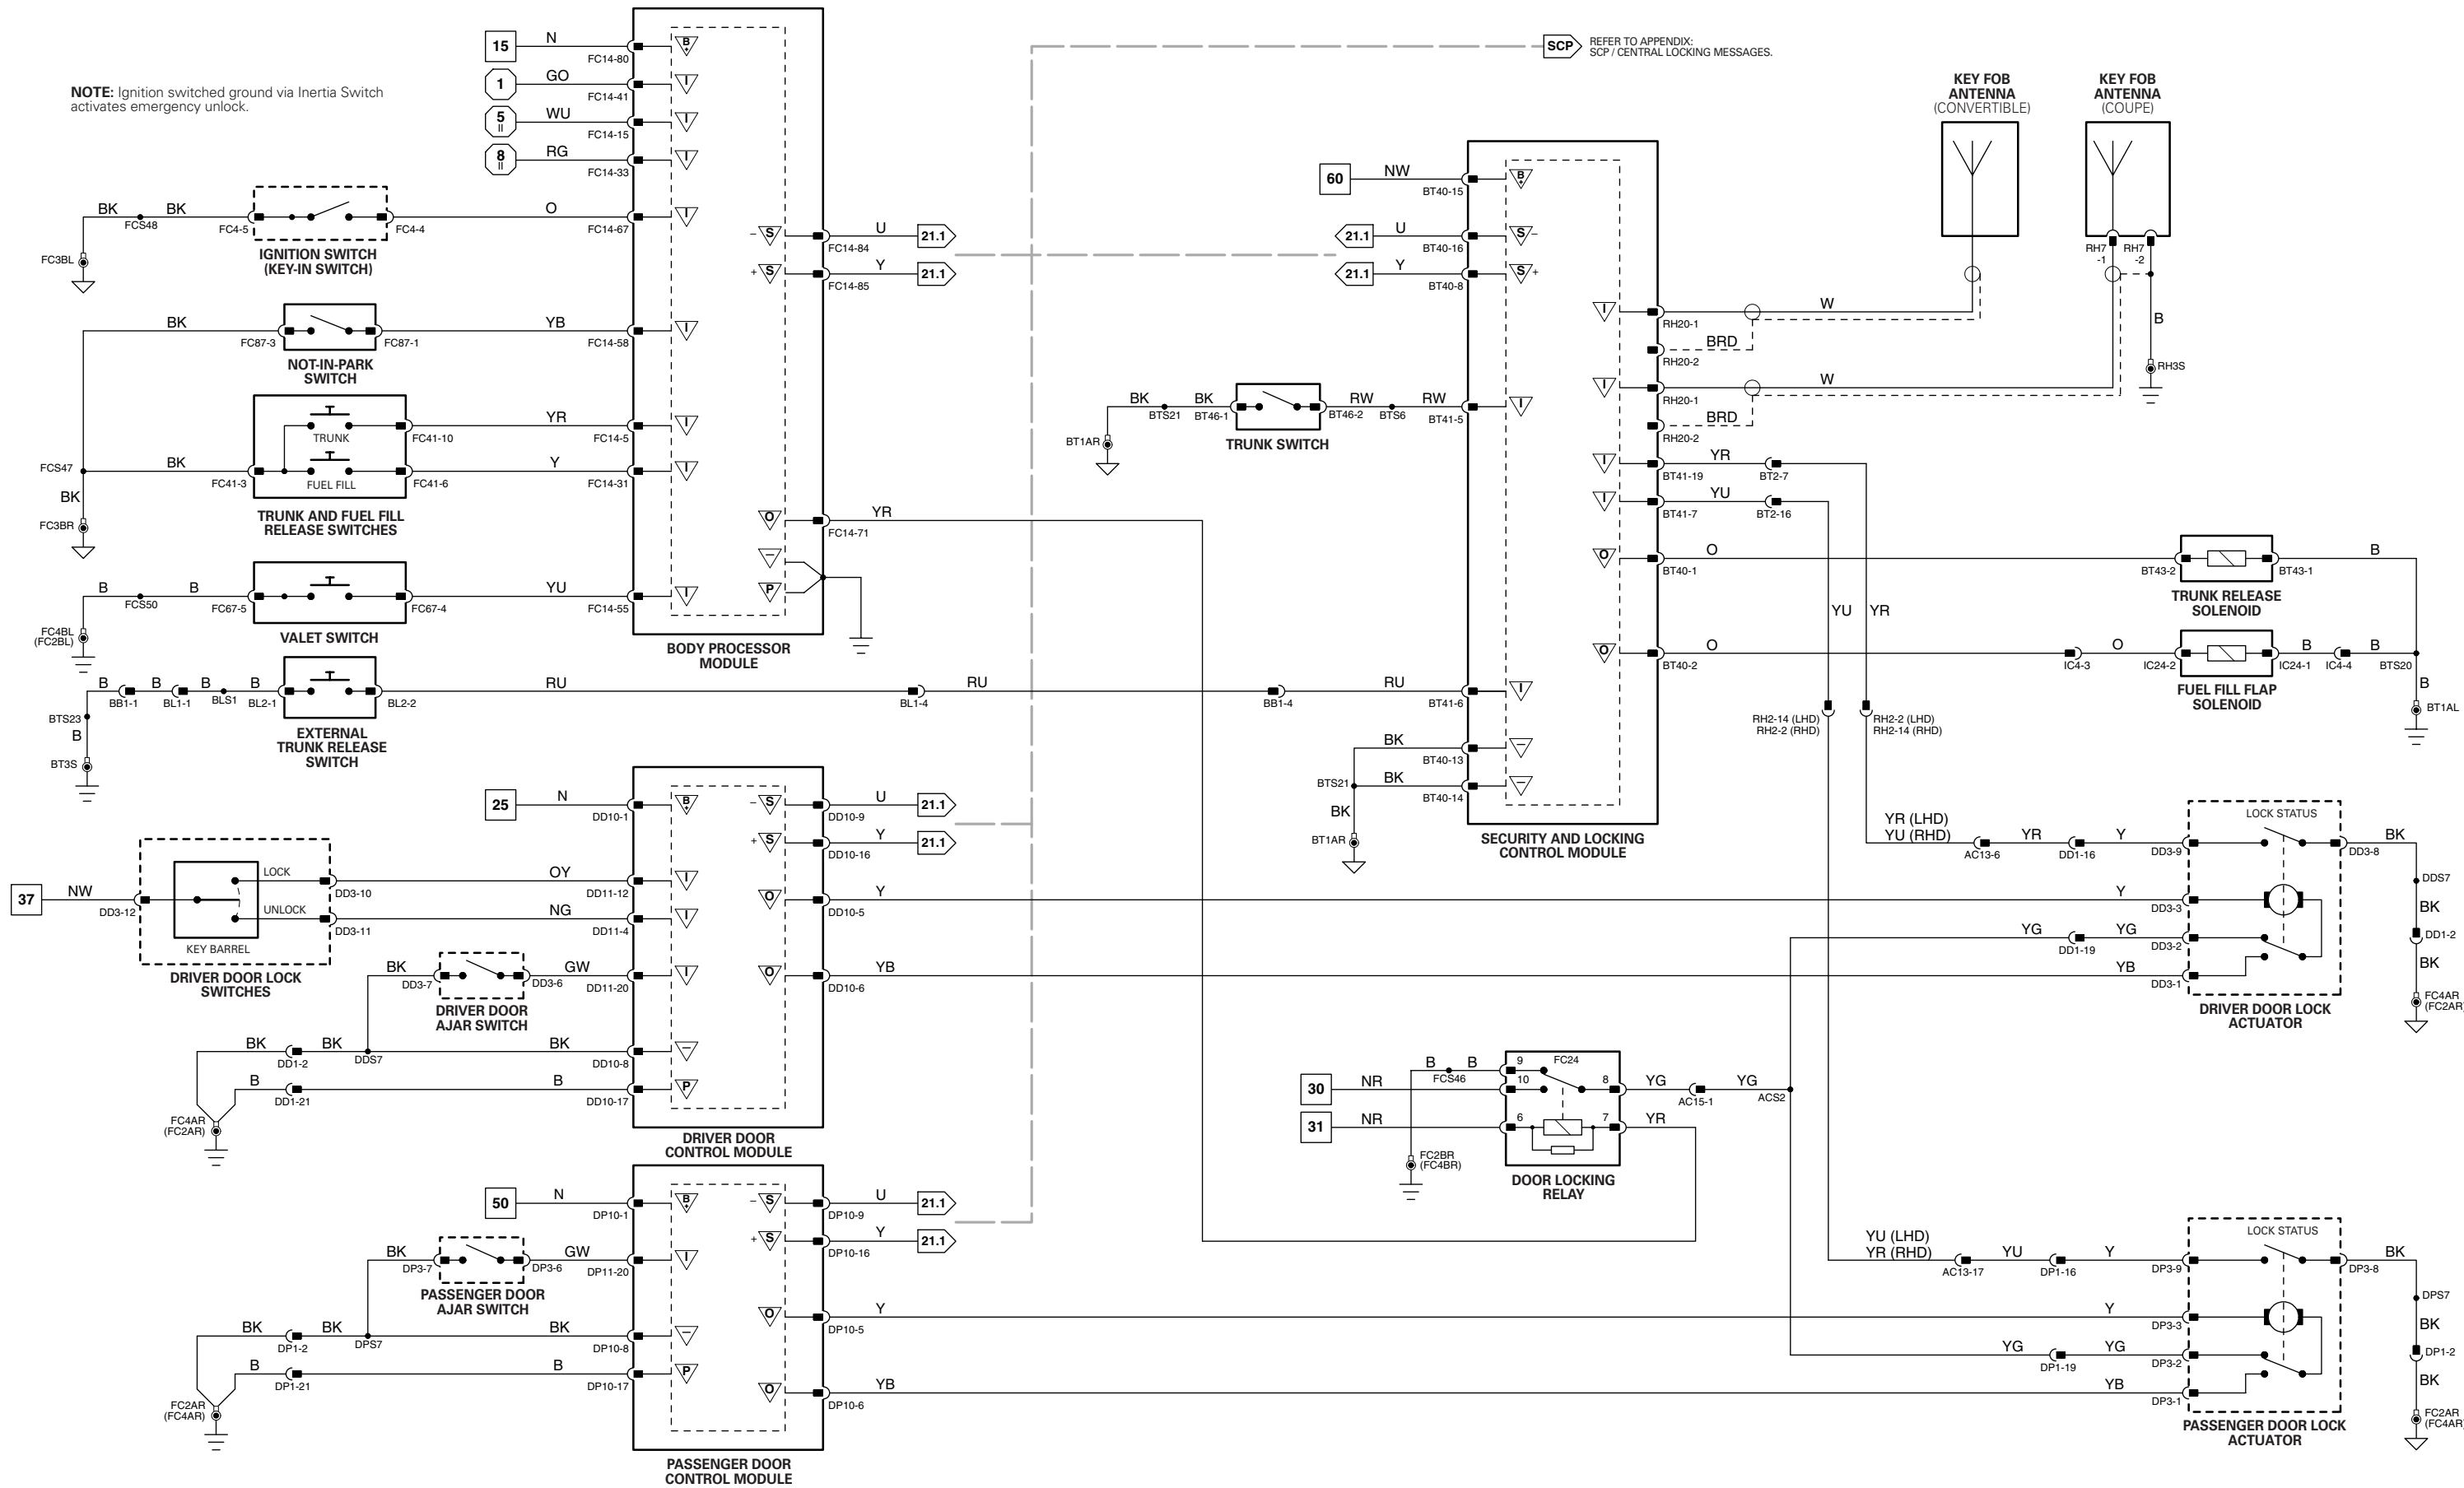 NOTE: Ignition switched ground via Inertia Switch
activates emergency unlock.
15
N
FC14-80
B+
1
GO
FC14-41
I
5
II
WU
FC14-15
I
8
II
RG
FC14-33
I
BK
FCS48
BK
FC4-5
FC4-4
O
FC14-67
I
FC3BL
IGNITION SWITCH
(KEY-IN SWITCH)
BK
FC87-3
FC87-1
YB
FC14-58
I
NOT-IN-PARK
SWITCH
TRUNK
FC41-10
YR
FC14-5
I
FCS47
BK
FC41-3
FUEL FILL
FC41-6
Y
FC14-31
I
BK
FC3BR
TRUNK AND FUEL FILL
RELEASE SWITCHES
B
FCS50
B
FC67-5
FC67-4
YU
FC14-55
I
FC4BL
(FC2BL)
VALET SWITCH
– S
FC14-84
U
21.1
+ S
FC14-85
Y
21.1
O
FC14-71
YR
–
P
BODY PROCESSOR
MODULE
B
BB1-1
B
BL1-1
B
BLS1
B
BL2-1
BL2-2
RU
BL1-4
RU
BB1-4
RU
BT41-6
I
BTS23
B
BT3S
EXTERNAL
TRUNK RELEASE
SWITCH
SCP
REFER TO APPENDIX:
SCP / CENTRAL LOCKING MESSAGES.
60
NW
BT40-15
B+
21.1
U
BT40-16
S –
21.1
Y
BT40-8
S +
BK
BTS21
BK
BT46-1
BT46-2
RW
BTS6
RW
BT41-5
I
BT1AR
TRUNK SWITCH
BK
BT40-13
–
BTS21
BK
BT40-14
–
BK
BT1AR
SECURITY AND LOCKING
CONTROL MODULE
KEY FOB
ANTENNA
(CONVERTIBLE)
KEY FOB
ANTENNA
(COUPE)
RH7
-1
RH7
-2
B
RH3S
I
RH20-1
W
BRD
RH20-2
I
RH20-1
W
BRD
RH20-2
I
BT41-19
YR
BT2-7
I
BT41-7
YU
BT2-16
O
BT40-1
O
BT43-2
BT43-1
B
TRUNK RELEASE
SOLENOID
YU
YR
O
BT40-2
O
IC4-3
O
IC24-2
IC24-1
B
IC4-4
B
BTS20
FUEL FILL FLAP
SOLENOID
B
BT1AL
RH2-14 (LHD)
RH2-2 (RHD)
RH2-2 (LHD)
RH2-14 (RHD)
25
N
DD10-1
B+
– S
DD10-9
U
21.1
+ S
DD10-16
Y
21.1
37
NW
DD3-12
LOCK
UNLOCK
KEY BARREL
DD3-10
OY
DD11-12
I
DD3-11
NG
DD11-4
I
DRIVER DOOR LOCK
SWITCHES
O
DD10-5
Y
BK
DD3-7
DD3-6
GW
DD11-20
I
O
DD10-6
YB
DRIVER DOOR
AJAR SWITCH
BK
DD1-2
BK
DDS7
BK
DD10-8
–
B
DD1-21
B
DD10-17
P
FC4AR
(FC2AR)
DRIVER DOOR
CONTROL MODULE
YR (LHD)
YU (RHD)
AC13-6
YR
DD1-16
Y
DD3-9
LOCK STATUS
DD3-8
BK
DDS7
BK
DD1-2
BK
FC4AR
(FC2AR)
Y
DD3-3
YG
DD1-19
YG
DD3-2
YB
DD3-1
DRIVER DOOR LOCK
ACTUATOR
B
FCS46
B
9
FC24
30
NR
10
8
YG
AC15-1
YG
ACS2
31
NR
6
7
YR
FC2BR
(FC4BR)
DOOR LOCKING
RELAY
50
N
DP10-1
B+
– S
DP10-9
U
21.1
+ S
DP10-16
Y
21.1
BK
DP3-7
DP3-6
GW
DP11-20
I
PASSENGER DOOR
AJAR SWITCH
O
DP10-5
Y
BK
DP1-2
BK
DPS7
BK
DP10-8
–
B
DP1-21
B
DP10-17
P
O
DP10-6
YB
FC2AR
(FC4AR)
PASSENGER DOOR
CONTROL MODULE
YU (LHD)
YR (RHD)
AC13-17
YU
DP1-16
Y
DP3-9
LOCK STATUS
DP3-8
BK
DPS7
BK
DP1-2
BK
FC2AR
(FC4AR)
Y
DP3-3
YG
DP1-19
YG
DP3-2
YB
DP3-1
PASSENGER DOOR LOCK
ACTUATOR